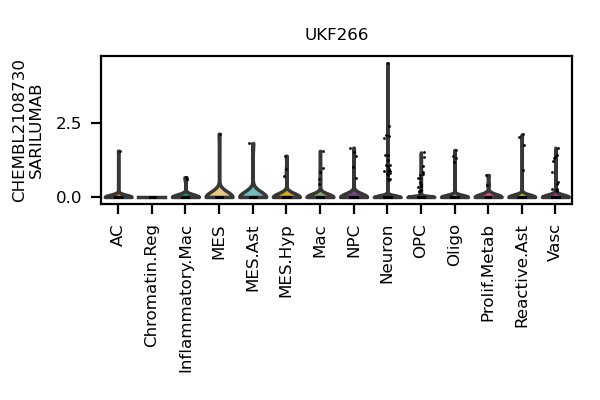 UKF266
CHEMBL2108730
SARILUMAB
2.5
0.0
AC
Chromatin.Reg
Inflammatory.Mac
MES
MES.Ast
MES.Hyp
Mac
NPC
Neuron
OPC
Oligo
Prolif.Metab
Reactive.Ast
Vasc